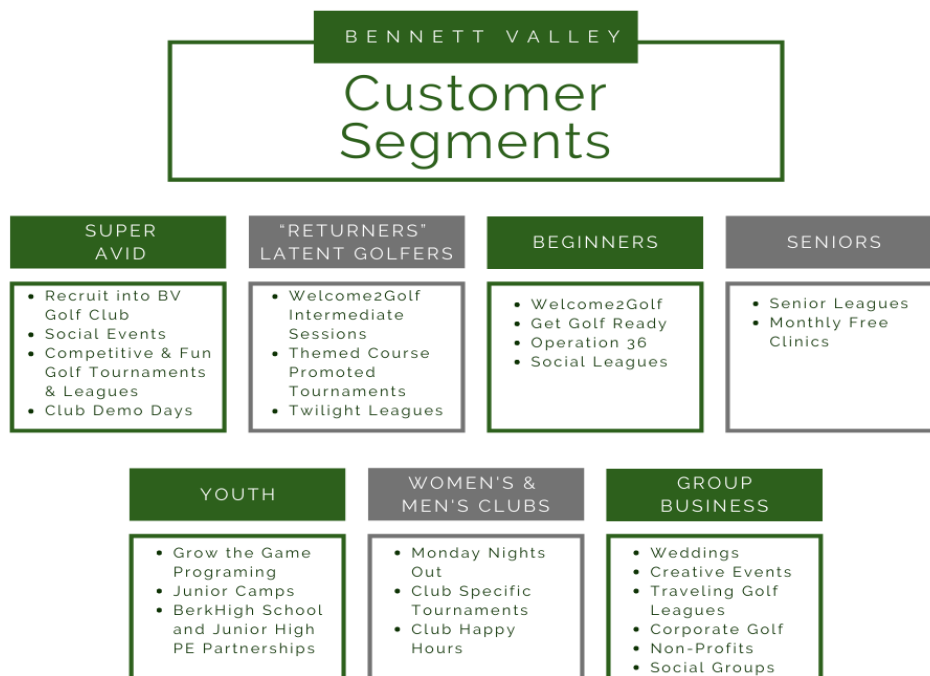 BENNETT VALLEY
Customer
Segments
SUPER
AVID
• Recruit into BV
Golf Club
• Social Events
• Competitive & Fun
Golf Tournaments
& Leagues
• Club Demo Days
“RETURNERS”
LATENT GOLFERS
• Welcome2Golf
Intermediate
Sessions
• Themed Course
Promoted
Tournaments
• Twilight Leagues
BEGINNERS
• Welcome2Golf
• Get Golf Ready
• Operation 36
• Social Leagues
SENIORS
• Senior Leagues
• Monthly Free
Clinics
YOUTH
• Grow the Game
Programing
• Junior Camps
• BerkHigh School
and Junior High
PE Partnerships
WOMEN'S &
MEN'S CLUBS
• Monday Nights
Out
• Club Specific
Tournaments
• Club Happy
Hours
GROUP
BUSINESS
• Weddings
• Creative Events
• Traveling Golf
Leagues
• Corporate Golf
• Non-Profits
• Social Groups